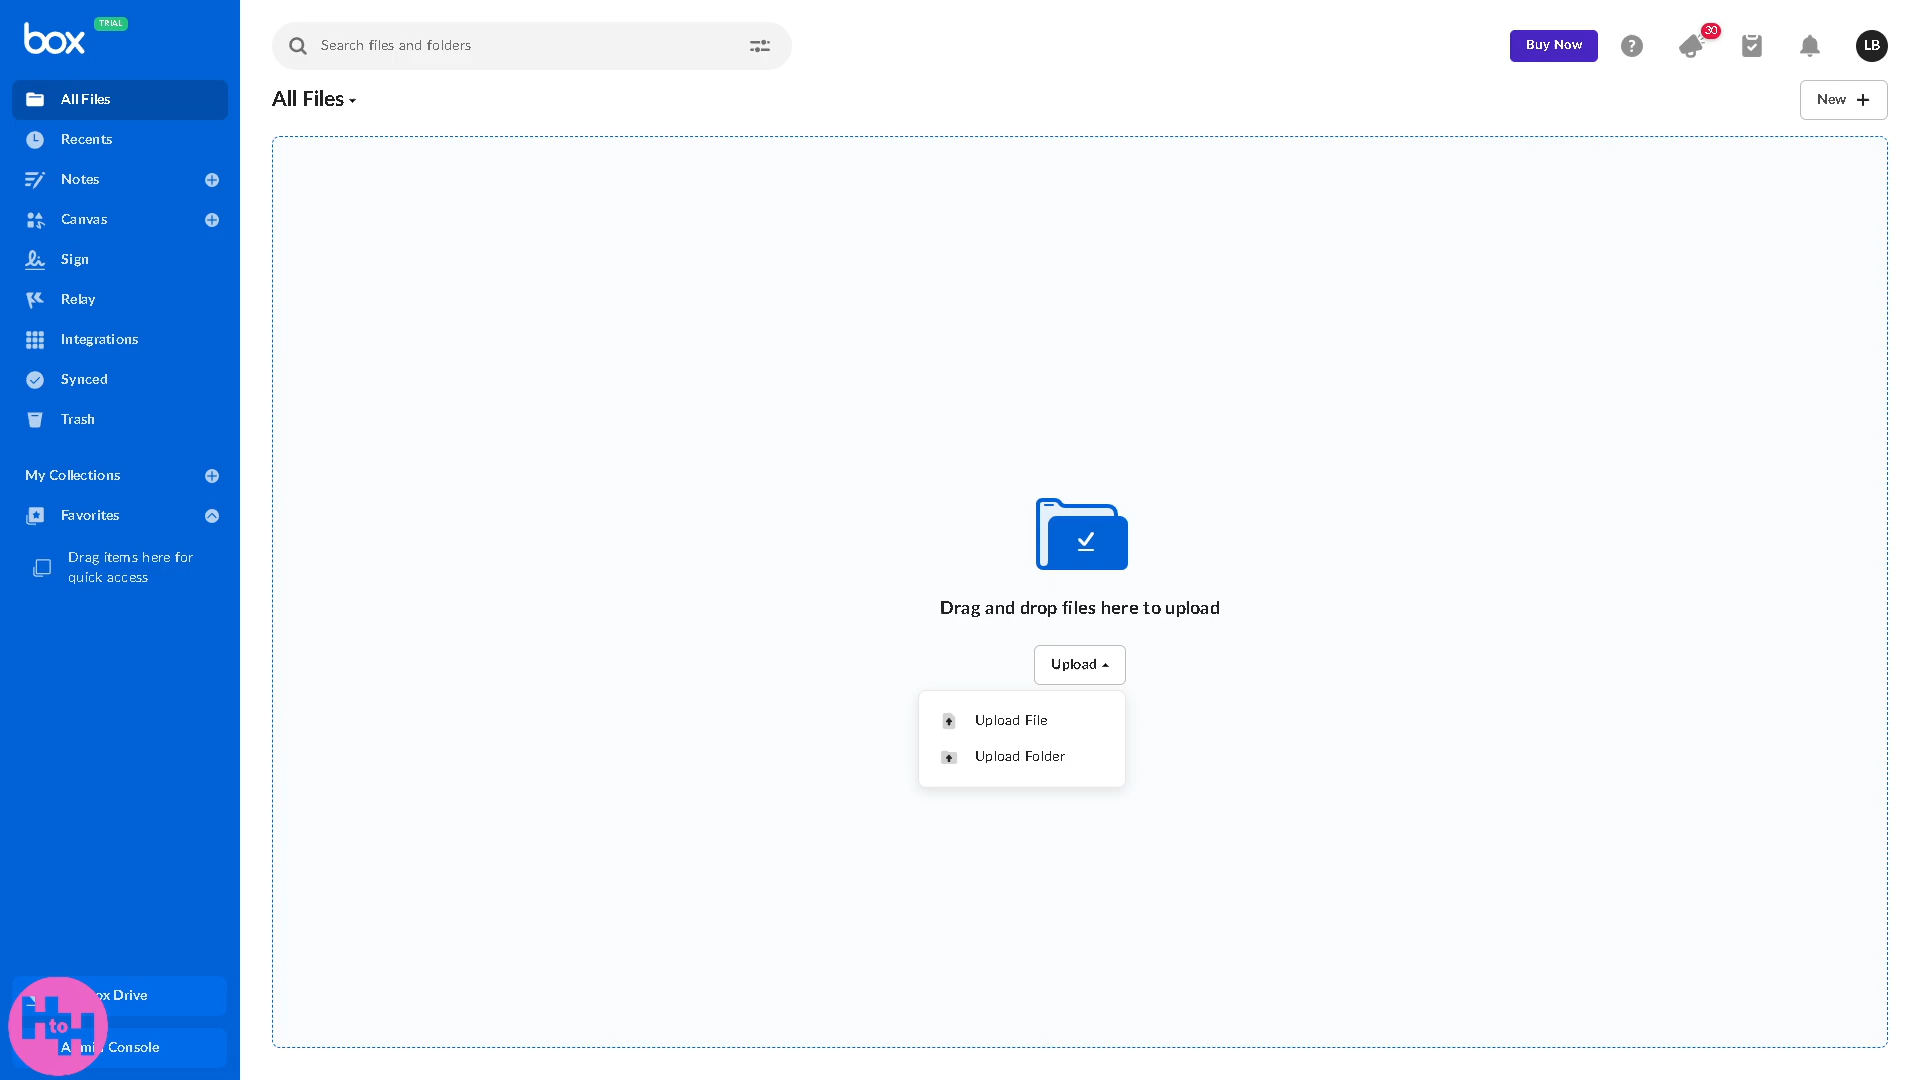 box
TRIAL
Search files and folders
Buy Now
?
30
LB
All Files
Recents
Notes
Canvas
Sign
Relay
Integrations
Synced
Trash
My Collections
Favorites
Drag items here for
quick access
All Files
New
Drag and drop files here to upload
Upload
Upload File
Upload Folder
ox Drive
H to H
Admin Console